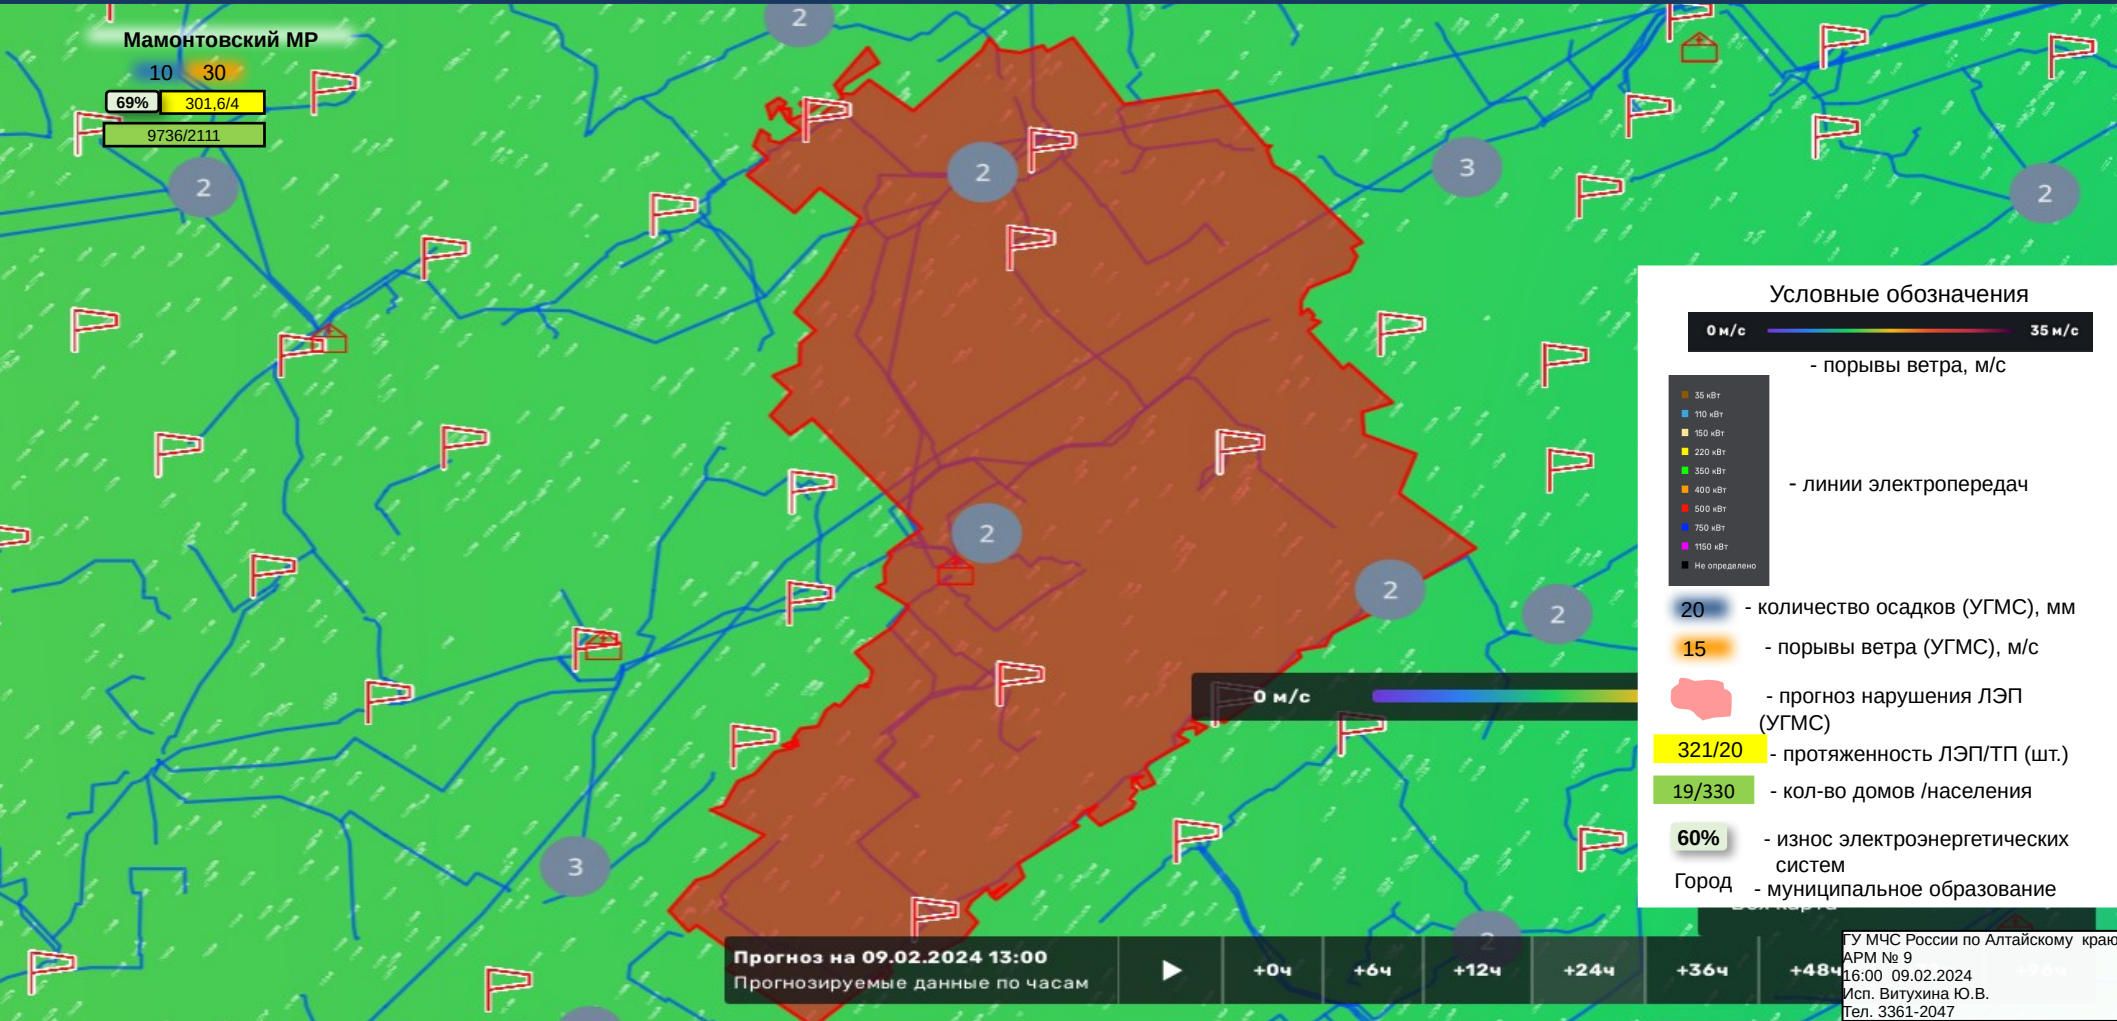 Мамонтовский МР
10 30
69% 301,6/4
9736/2111
2
2
3
2
2
2
2
2
3
2
Условные обозначения
0 м/с 35 м/с
- порывы ветра, м/с
35 кВт
110 кВт
150 кВт
220 кВт
350 кВт
400 кВт
500 кВт
750 кВт
1150 кВт
Не определено
- линии электропередач
20 - количество осадков (УГМС), мм
15 - порывы ветра (УГМС), м/с
- прогноз нарушения ЛЭП
(УГМС)
321/20 - протяженность ЛЭП/ТП (шт.)
19/330 - кол-во домов /населения
60% - износ электроэнергетических
систем
Город - муниципальное образование
0 м/с
Прогноз на 09.02.2024 13:00
Прогнозируемые данные по часам
+0ч +6ч +12ч +24ч +36ч +48ч
ГУ МЧС России по Алтайскому краю
АРМ № 9
16:00 09.02.2024
Исп. Витухина Ю.В.
Тел. 3361-2047